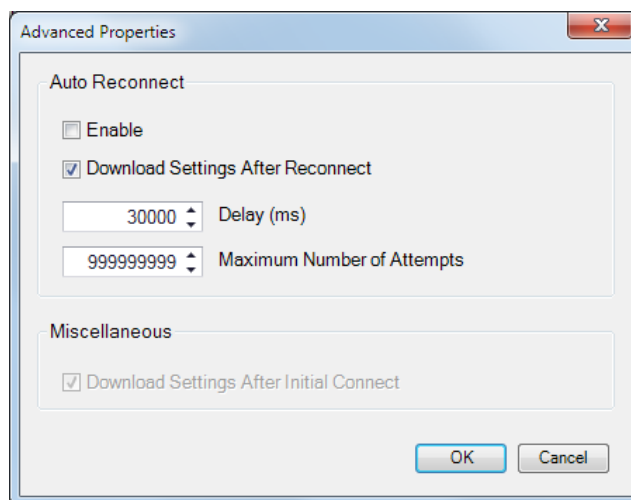 Advanced Properties
Auto Reconnect
Enable
Download Settings After Reconnect
30000 Delay (ms)
999999999 Maximum Number of Attempts
Miscellaneous
Download Settings After Initial Connect
OK Cancel